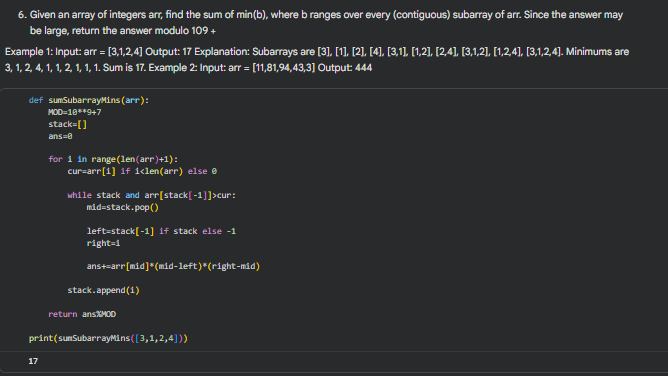 6. Given an array of integers arr, find the sum of min(b), where b ranges over every (contiguous) subarray of arr. Since the answer may
be large, return the answer modulo 109 +
Example 1: Input: arr = [3,1,2,4] Output: 17 Explanation: Subarrays are [3], [1], [2], [4], [3,1], [1,2], [2,4], [3,1,2], [1,2,4], [3,1,2,4]. Minimums are
3, 1, 2, 4, 1, 1, 2, 1, 1, 1. Sum is 17. Example 2: Input: arr = [11,81,94,43,3] Output: 444
def sumSubarrayMins(arr):
    MOD=10**9+7
    stack=[]
    ans=0
    for i in range(len(arr)+1):
        cur=arr[i] if i<len(arr) else 0
        while stack and arr[stack[-1]]>cur:
            mid=stack.pop()
            left=stack[-1] if stack else -1
            right=i
            ans+=arr[mid]*(mid-left)*(right-mid)
        stack.append(i)
    return ans%MOD
print(sumSubarrayMins([3,1,2,4]))
17